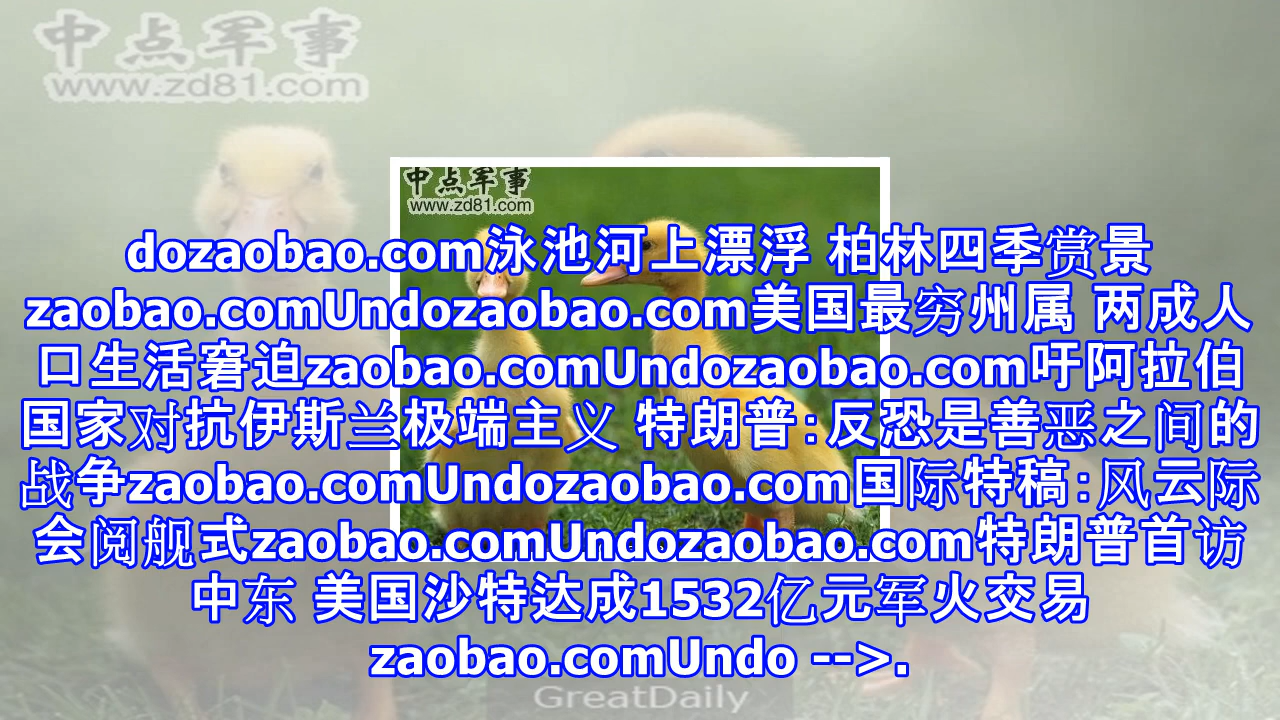 中点军事
www.zd81.com
中点军事
www.zd81.com
dozaobao.com泳池河上漂浮 柏林四季赏景
zaobao.comUndozaobao.com美国最穷州属 两成人
口生活窘迫zaobao.comUndozaobao.com吁阿拉伯
国家对抗伊斯兰极端主义 特朗普:反恐是善恶之间的
战争zaobao.comUndozaobao.com国际特稿:风云际
会阅舰式zaobao.comUndozaobao.com特朗普首访
中东 美国沙特达成1532亿元军火交易
zaobao.comUndo -->.
GreatDaily